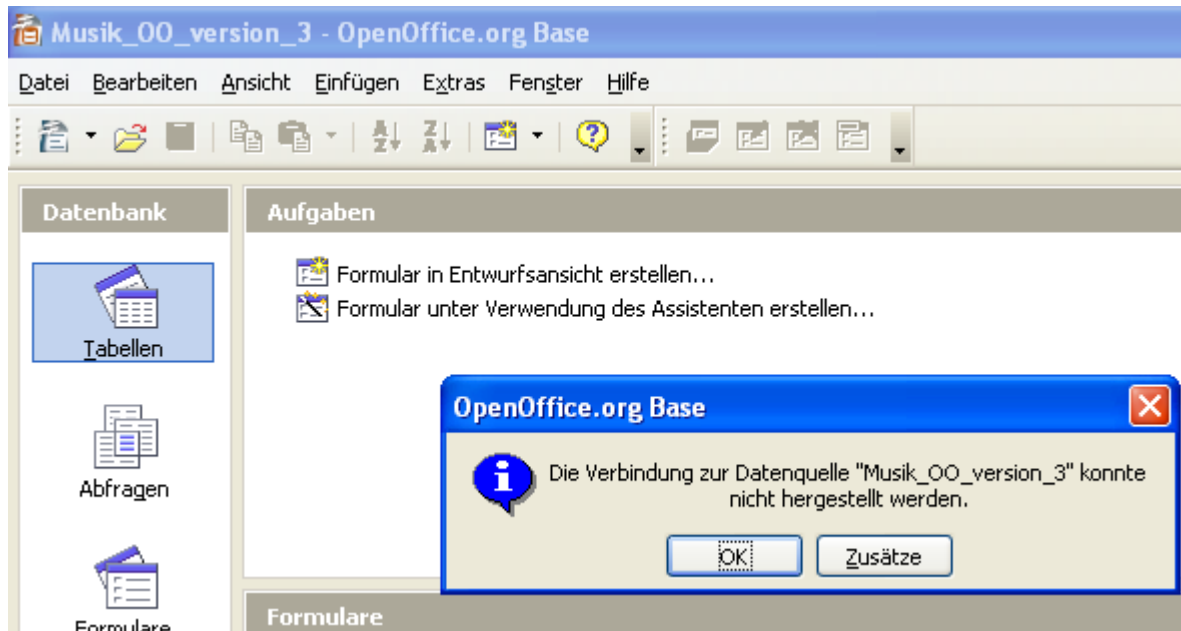 Musik_OO_version_3 - OpenOffice.org Base
Datei Bearbeiten Ansicht Einfügen Extras Fenster Hilfe
Datenbank
Aufgaben
Formular in Entwurfsansicht erstellen...
Formular unter Verwendung des Assistenten erstellen...
Tabellen
Abfragen
Formulare
OpenOffice.org Base
Die Verbindung zur Datenquelle "Musik_OO_version_3" konnte
nicht hergestellt werden.
OK Zusätze
Formulare